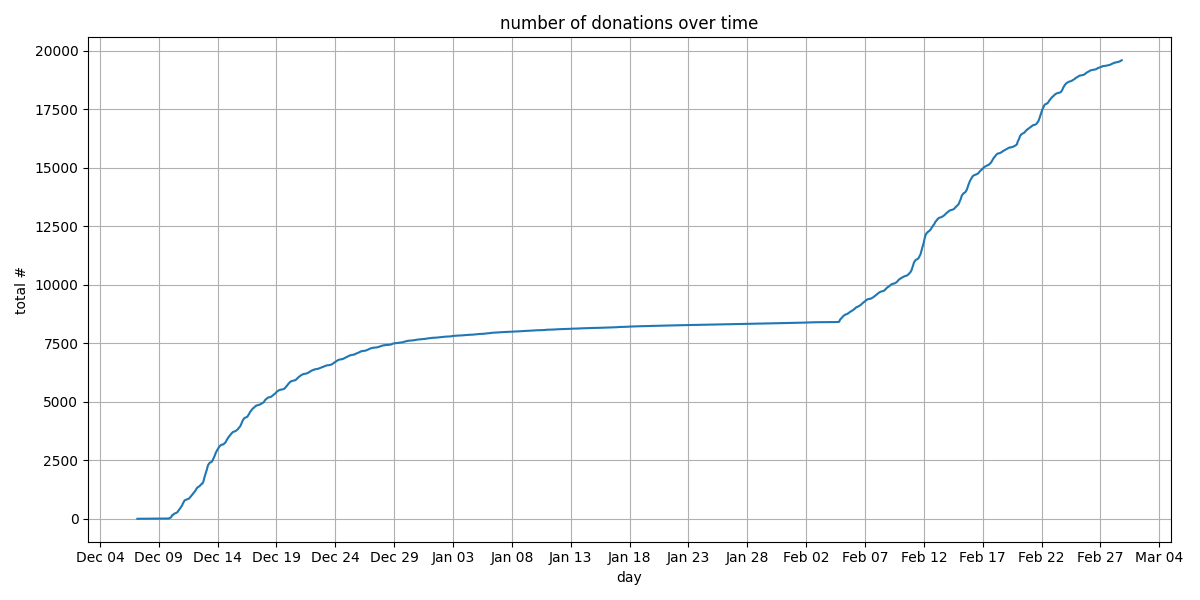 number of donations over time
20000
17500
15000
12500
10000
7500
5000
2500
0
total #
Dec 04 Dec 09 Dec 14 Dec 19 Dec 24 Dec 29 Jan 03 Jan 08 Jan 13 Jan 18 Jan 23 Jan 28 Feb 02 Feb 07 Feb 12 Feb 17 Feb 22 Feb 27 Mar 04
day